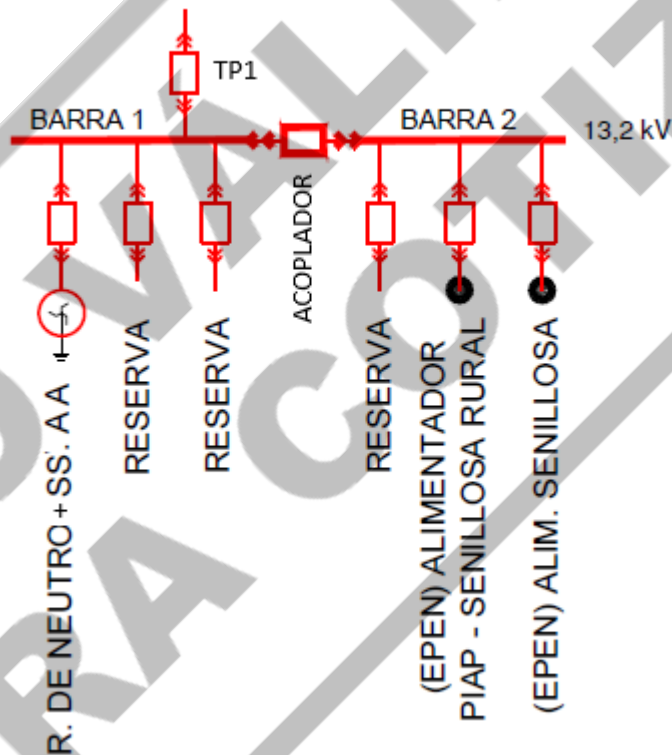 TP1
BARRA 1
BARRA 2
13,2 kV
ACOPLADOR
R. DE NEUTRO + SS. AA
RESERVA
RESERVA
RESERVA
(EPEN) ALIMENTADOR
PIAP - SENILLOSA RURAL
(EPEN) ALIM. SENILLOSA